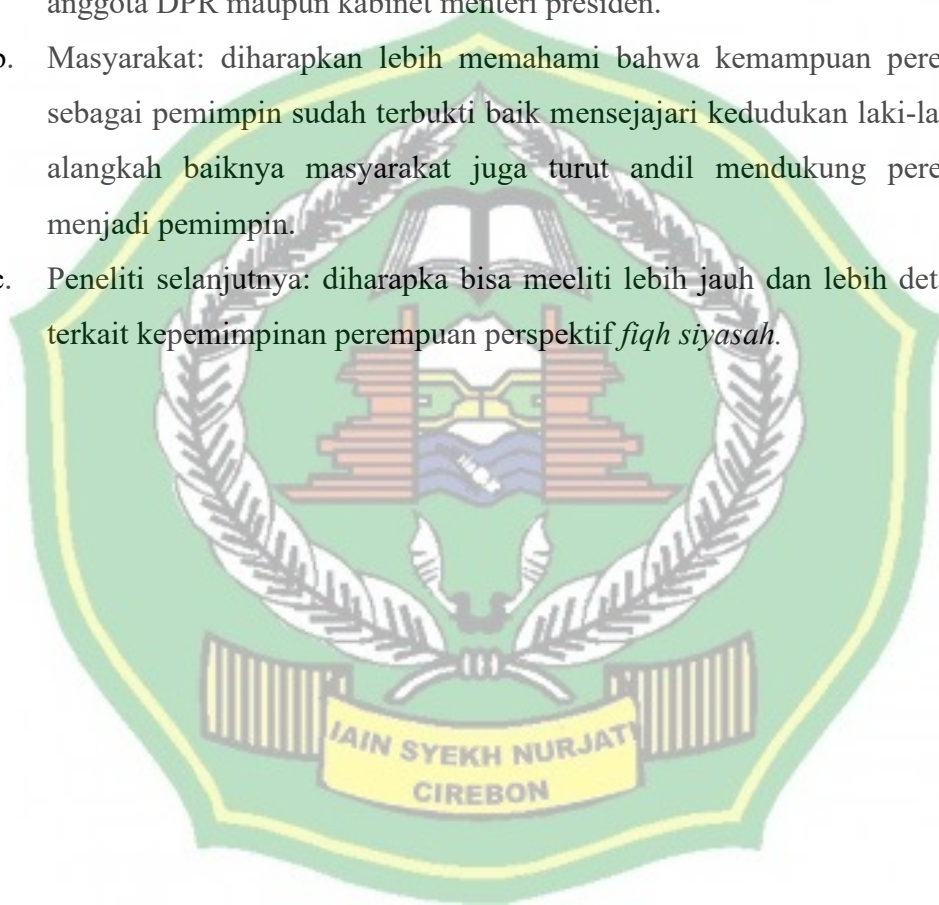 anggota DPR maupun kabinet menteri presiden.
b. Masyarakat: diharapkan lebih memahami bahwa kemampuan pere
sebagai pemimpin sudah terbukti baik mensejajari kedudukan laki-la
alangkah baiknya masyarakat juga turut andil mendukung pere
menjadi pemimpin.
c. Peneliti selanjutnya: diharapka bisa meeliti lebih jauh dan lebih det
terkait kepemimpinan perempuan perspektif fiqh siyasah.
IAIN SYEKH NURJATI
CIREBON